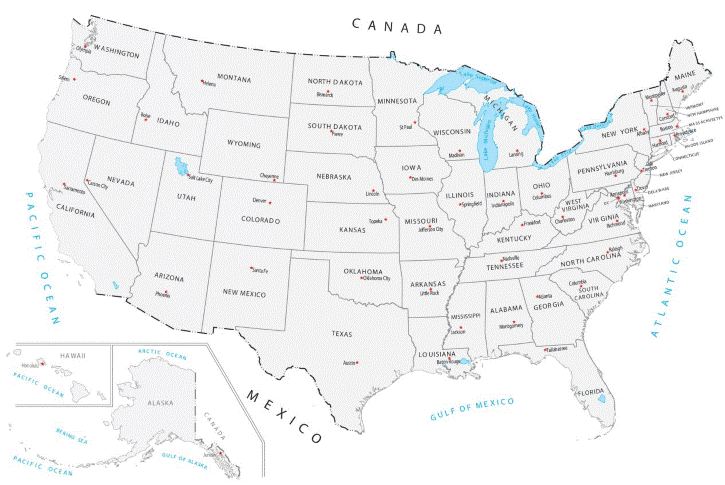 CANADA
WASHINGTON
Olympia
MONTANA
Helena
NORTH DAKOTA
Bismarck
MINNESOTA
St Paul
Lake Superior
MICHIGAN
Lansing
Lake Michigan
MAINE
Augusta
Montpelier
VERMONT
NEW HAMPSHIRE
Concord
MASSACHUSETTS
Boston
Providence
RHODE ISLAND
Hartford
CONNECTICUT
NEW YORK
Albany
Salem
OREGON
Boise
IDAHO
WYOMING
Cheyenne
SOUTH DAKOTA
Pierre
WISCONSIN
Madison
IOWA
Des Moines
NEBRASKA
Lincoln
PENNSYLVANIA
Harrisburg
Trenton
NEW JERSEY
Dover
DELAWARE
Annapolis
Washington
DC
MARYLAND
NEVADA
Carson City
Sacramento
CALIFORNIA
Salt Lake City
UTAH
Denver
COLORADO
Topeka
KANSAS
MISSOURI
Jefferson City
ILLINOIS
Springfield
INDIANA
Indianapolis
OHIO
Columbus
WEST
VIRGINIA
Charleston
VIRGINIA
Richmond
Frankfort
KENTUCKY
Nashville
TENNESSEE
Raleigh
NORTH CAROLINA
Columbia
SOUTH
CAROLINA
ARIZONA
Phoenix
Santa Fe
NEW MEXICO
OKLAHOMA
Oklahoma City
ARKANSAS
Little Rock
MISSISSIPPI
Jackson
ALABAMA
Montgomery
Atlanta
GEORGIA
TEXAS
Austin
LOUISIANA
Baton Rouge
Tallahassee
FLORIDA
PACIFIC OCEAN
ATLANTIC OCEAN
GULF OF MEXICO
MEXICO
HAWAII
Honolulu
PACIFIC OCEAN
ARCTIC OCEAN
ALASKA
CANADA
BERING SEA
Juneau
GULF OF ALASKA
PACIFIC OCEAN